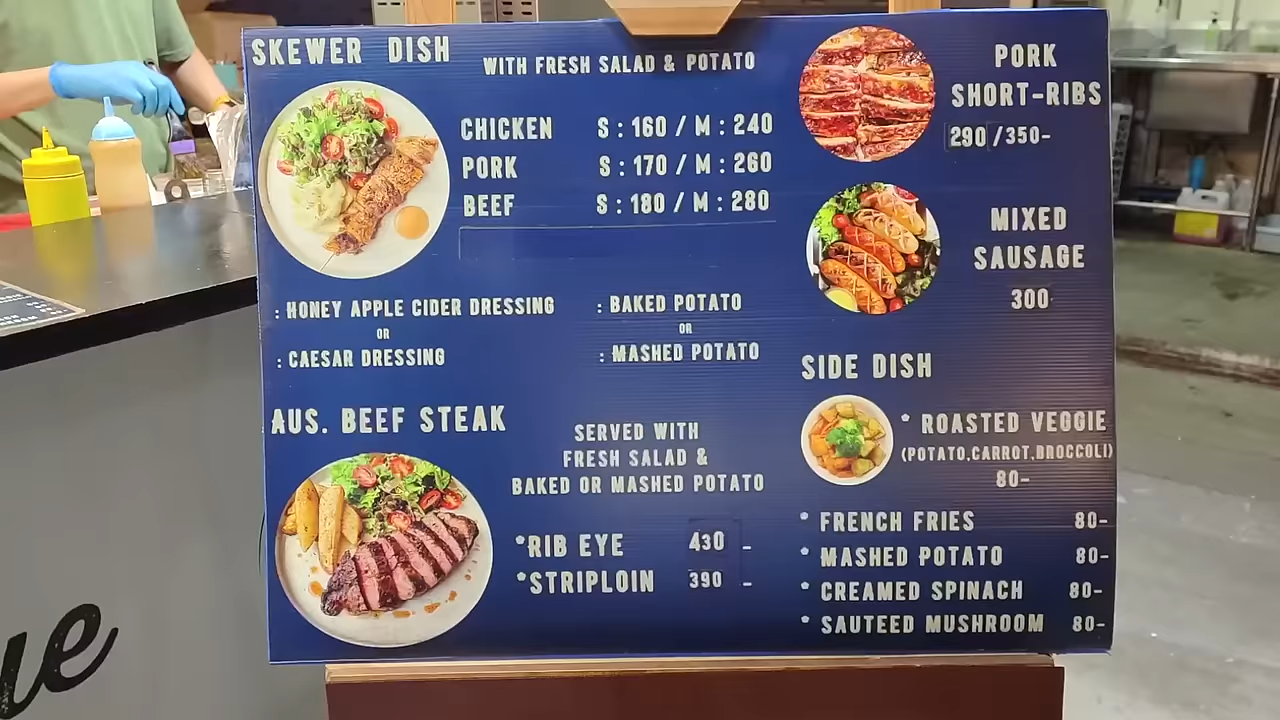 SKEWER DISH
WITH FRESH SALAD & POTATO
CHICKEN S : 160 / M : 240
PORK S : 170 / M : 260
BEEF S : 180 / M : 280
: HONEY APPLE CIDER DRESSING
OR
: CAESAR DRESSING
: BAKED POTATO
OR
: MASHED POTATO
AUS. BEEF STEAK
SERVED WITH
FRESH SALAD &
BAKED OR MASHED POTATO
*RIB EYE 430 -
*STRIPLOIN 390 -
PORK
SHORT-RIBS
290 /350-
MIXED
SAUSAGE
300
SIDE DISH
* ROASTED VEGGIE
(POTATO,CARROT,BROCCOLI)
80-
* FRENCH FRIES 80-
* MASHED POTATO 80-
* CREAMED SPINACH 80-
* SAUTEED MUSHROOM 80-
ue